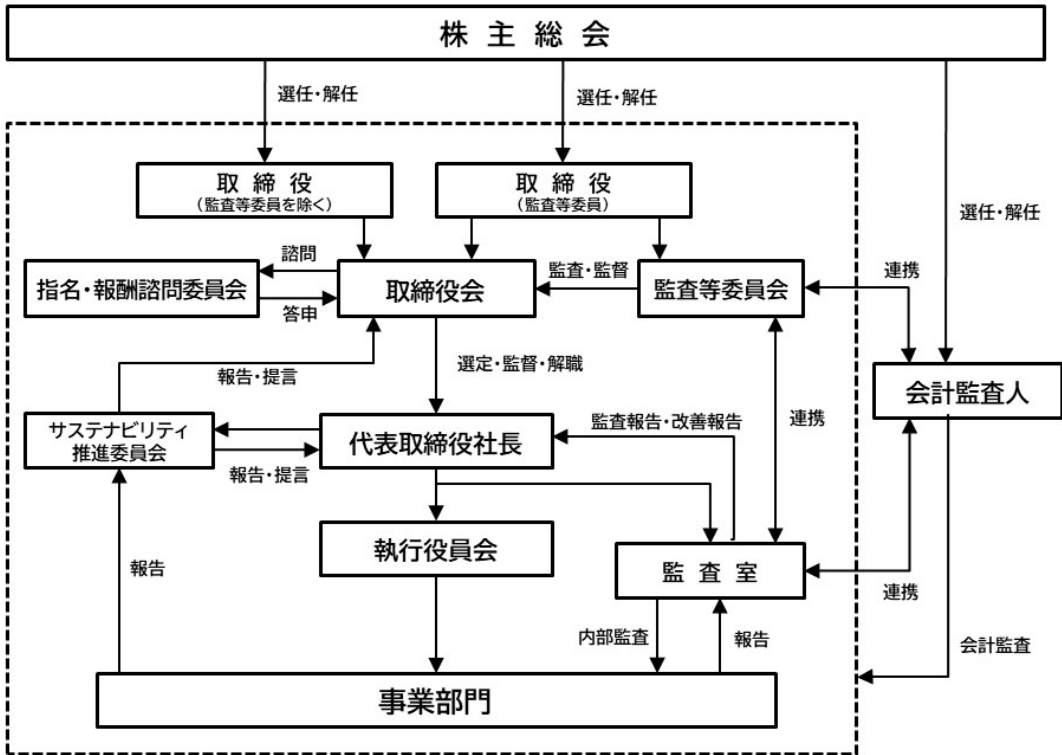 株主総会
選任・解任
選任・解任
取締役
(監査等委員を除く)
取締役
(監査等委員)
選任・解任
諮問
指名・報酬諮問委員会
答申
取締役会
監査・監督
監査等委員会
連携
報告・提言
選定・監督・解職
会計監査人
サステナビリティ
推進委員会
報告・提言
代表取締役社長
監査報告・改善報告
連携
報告
執行役員会
監査室
連携
内部監査
報告
会計監査
事業部門